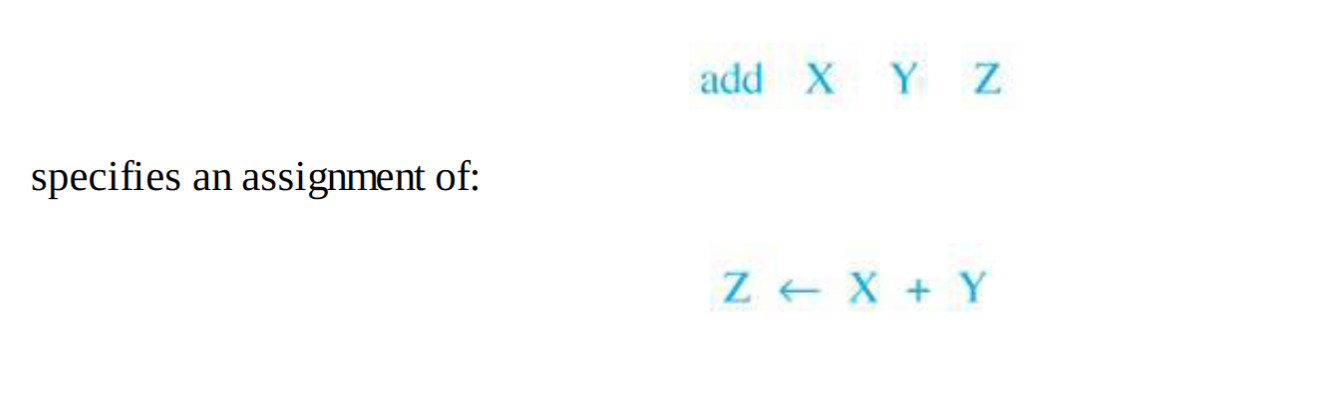 add X Y Z
specifies an assignment of:
Z ← X + Y